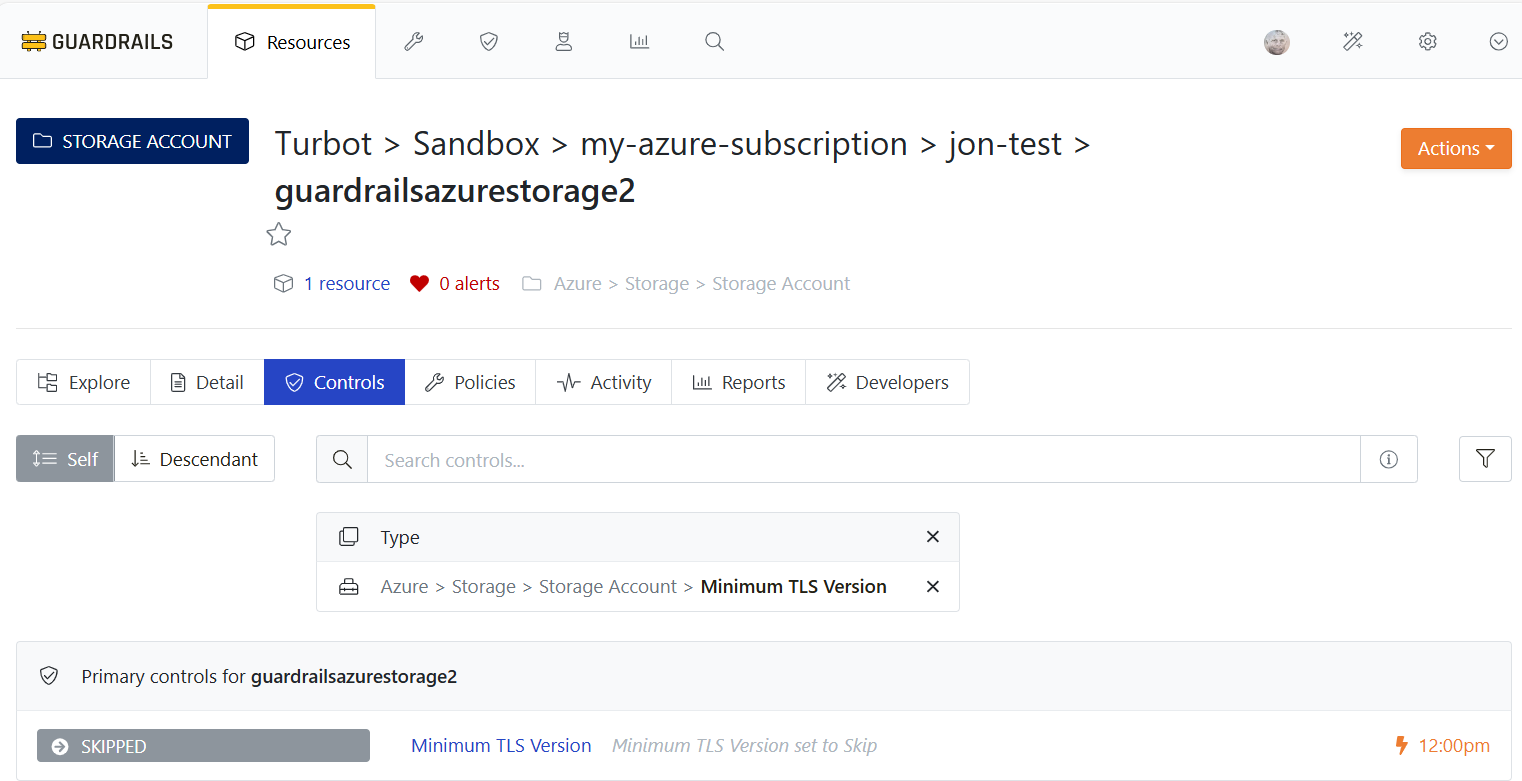 GUARDRAILS Resources
STORAGE ACCOUNT Turbot > Sandbox > my-azure-subscription > jon-test > Actions
guardrailsazurestorage2
1 resource 0 alerts Azure > Storage > Storage Account
Explore Detail Controls Policies Activity Reports Developers
Self Descendant Search controls...
Type
Azure > Storage > Storage Account > Minimum TLS Version
Primary controls for guardrailsazurestorage2
SKIPPED Minimum TLS Version Minimum TLS Version set to Skip 12:00pm